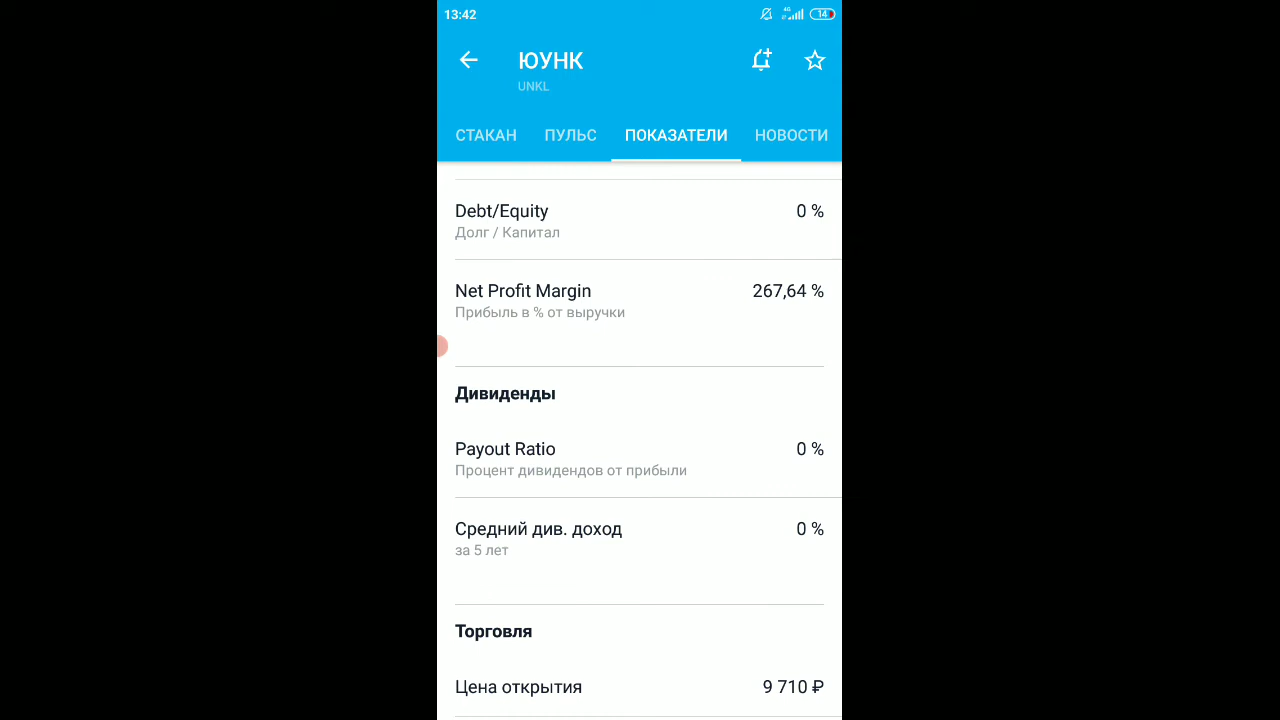 13:42
4G
14
ЮУНК
UNKL
СТАКАН ПУЛЬС ПОКАЗАТЕЛИ НОВОСТИ
Debt/Equity 0 %
Долг / Капитал
Net Profit Margin 267,64 %
Прибыль в % от выручки
Дивиденды
Payout Ratio 0 %
Процент дивидендов от прибыли
Средний див. доход 0 %
за 5 лет
Торговля
Цена открытия 9 710 ₽